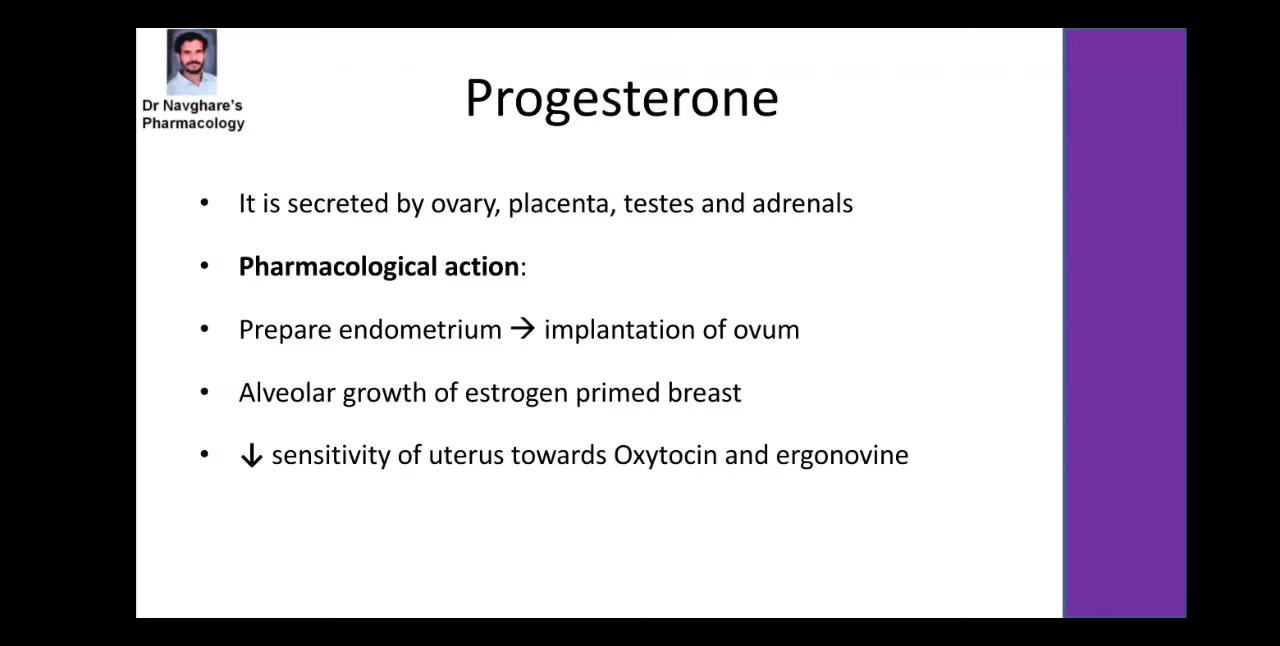 Dr Navghare's
Pharmacology
Progesterone
• It is secreted by ovary, placenta, testes and adrenals
• Pharmacological action:
• Prepare endometrium → implantation of ovum
• Alveolar growth of estrogen primed breast
• ↓ sensitivity of uterus towards Oxytocin and ergonovine